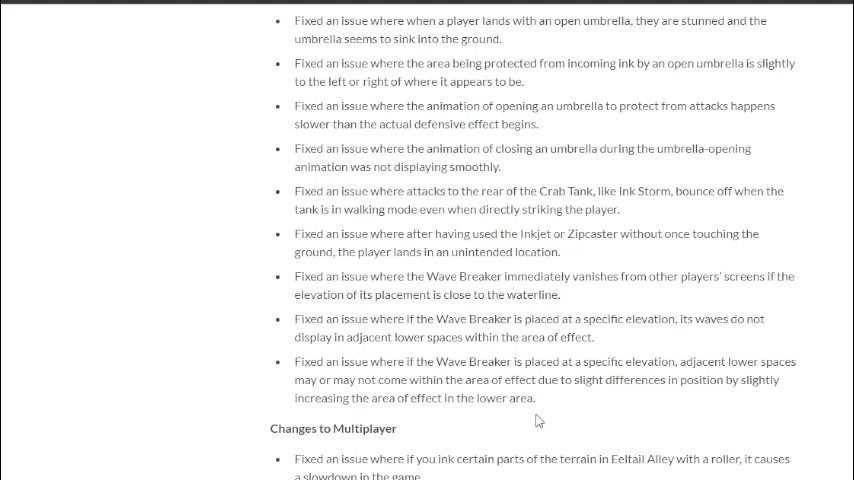 Fixed an issue where when a player lands with an open umbrella, they are stunned and the
umbrella seems to sink into the ground.
Fixed an issue where the area being protected from incoming ink by an open umbrella is slightly
to the left or right of where it appears to be.
Fixed an issue where the animation of opening an umbrella to protect from attacks happens
slower than the actual defensive effect begins.
Fixed an issue where the animation of closing an umbrella during the umbrella-opening
animation was not displaying smoothly.
Fixed an issue where attacks to the rear of the Crab Tank, like Ink Storm, bounce off when the
tank is in walking mode even when directly striking the player.
Fixed an issue where after having used the Inkjet or Zipcaster without once touching the
ground, the player lands in an unintended location.
Fixed an issue where the Wave Breaker immediately vanishes from other players' screens if the
elevation of its placement is close to the waterline.
Fixed an issue where if the Wave Breaker is placed at a specific elevation, its waves do not
display in adjacent lower spaces within the area of effect.
Fixed an issue where if the Wave Breaker is placed at a specific elevation, adjacent lower spaces
may or may not come within the area of effect due to slight differences in position by slightly
increasing the area of effect in the lower area.
Changes to Multiplayer
Fixed an issue where if you ink certain parts of the terrain in Eeltail Alley with a roller, it causes
a slowdown in the game.